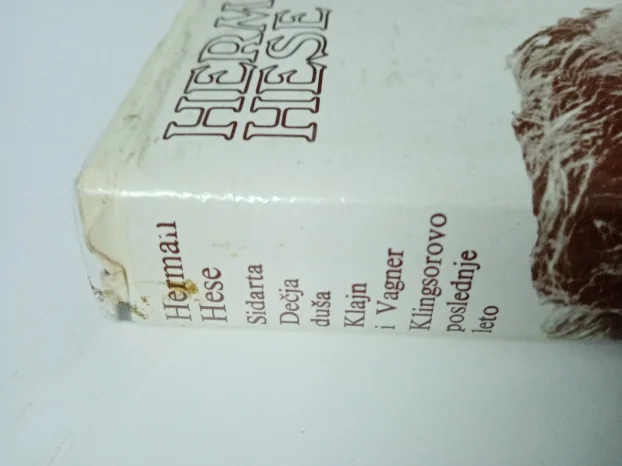 HERM
HESE
Herman
Hese
Sidarta
Dečja
duša
Klajn
i Vagner
Klingsorovo
poslednje
leto